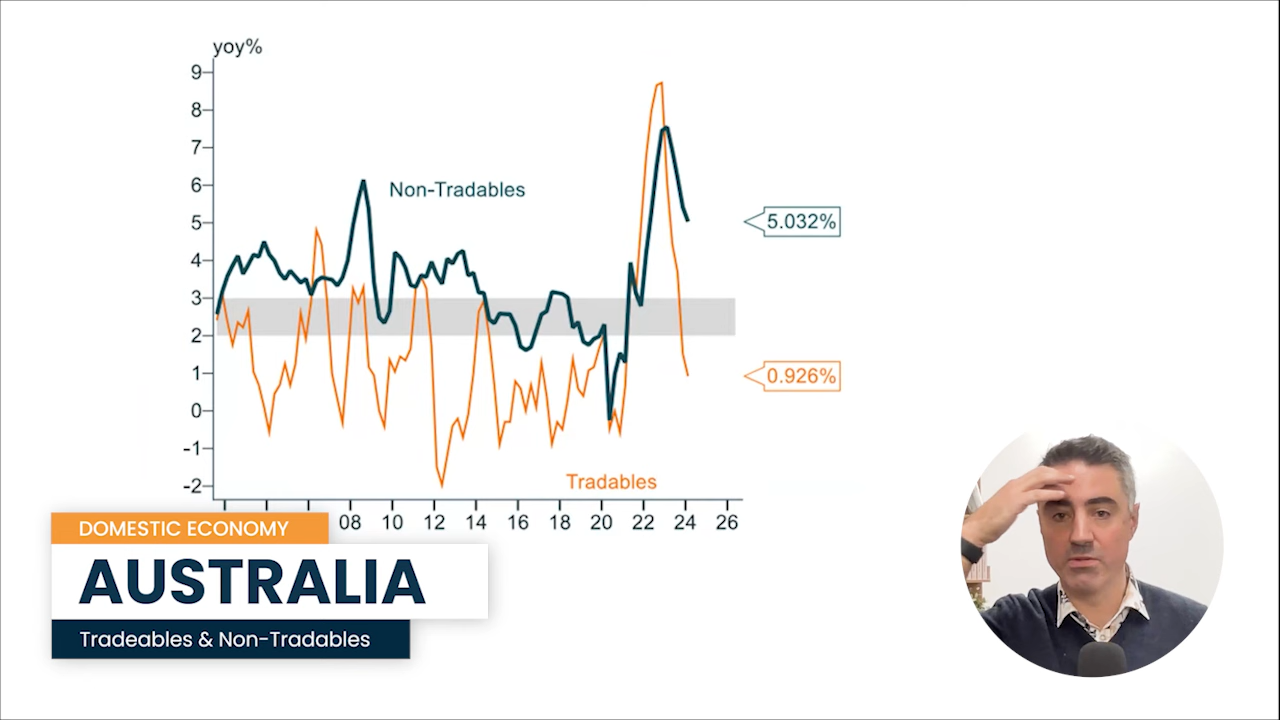 yoy%
9
8
7
6
5
4
3
2
1
0
-1
-2
Non-Tradables
5.032%
0.926%
Tradables
08 10 12 14 16 18 20 22 24 26
DOMESTIC ECONOMY
AUSTRALIA
Tradeables & Non-Tradables